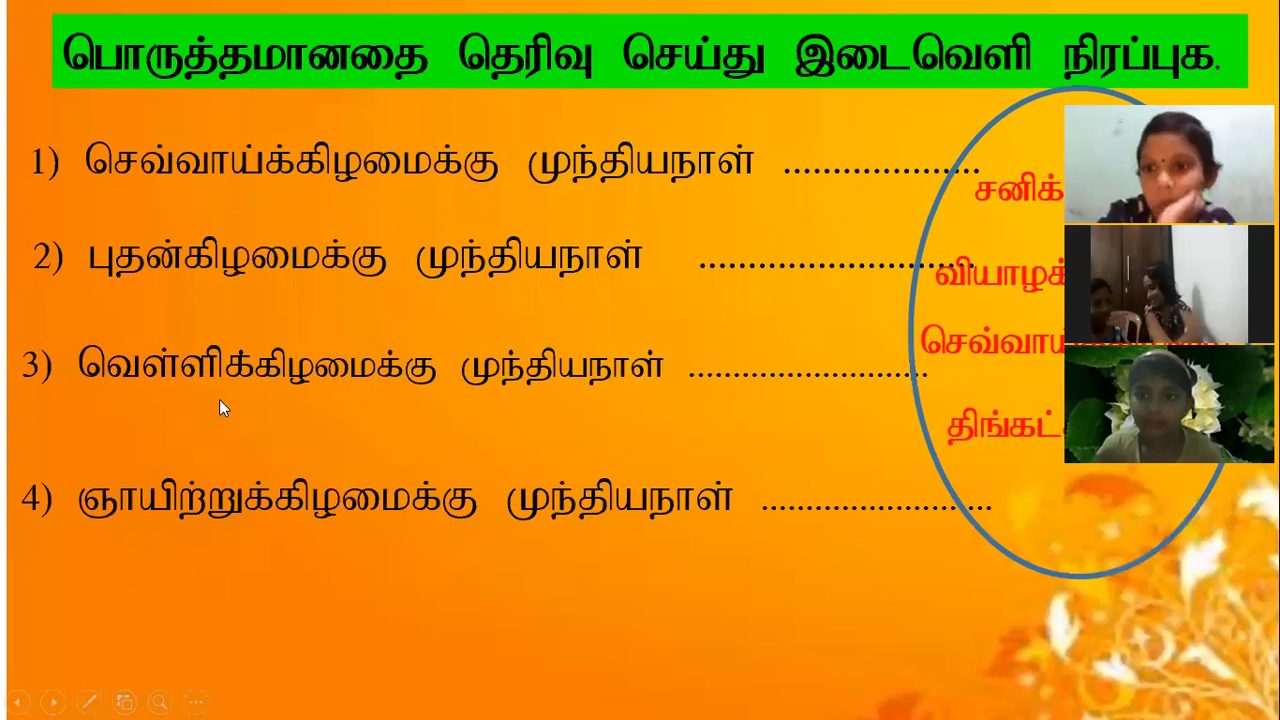 பொருத்தமானதை தெரிவு செய்து இடைவெளி நிரப்புக.
1) செவ்வாய்க்கிழமைக்கு முந்தியநாள் ...................
2) புதன்கிழமைக்கு முந்தியநாள் ............................
3) வெள்ளிக்கிழமைக்கு முந்தியநாள் ........................
4) ஞாயிற்றுக்கிழமைக்கு முந்தியநாள் .......................
சனிக்
வியாழக்
செவ்வாய்
திங்கட்